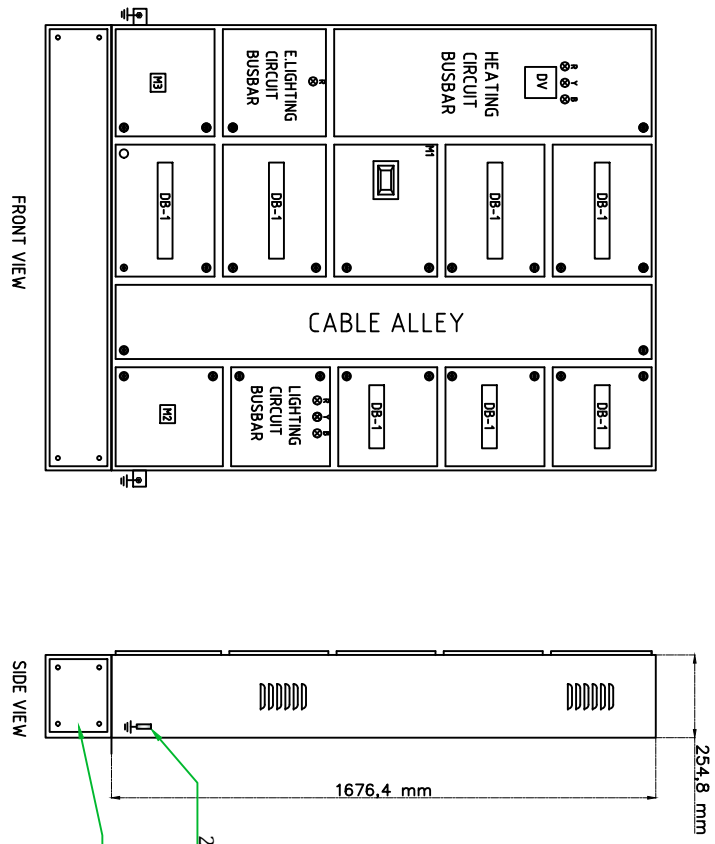 HEATING
CIRCUIT
BUSBAR
DV
R Y B
E.LIGHTING
CIRCUIT
BUSBAR
R
M3
DB-1
DB-1
M1
DB-1
DB-1
CABLE ALLEY
M2
LIGHTING
CIRCUIT
BUSBAR
R Y B
DB-1
DB-1
DB-1
FRONT VIEW
SIDE VIEW
254,8 mm
1676,4 mm
2